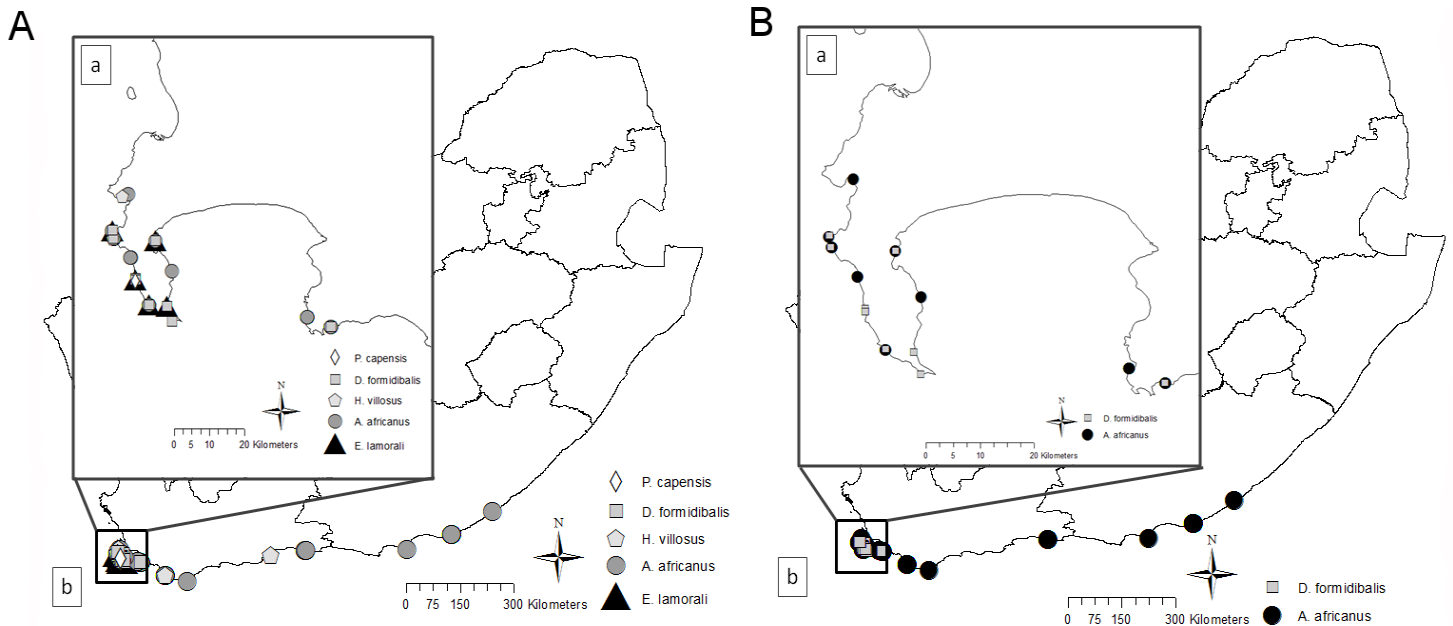 A
a
P. capensis
D. formidibalis
H. villosus
A. africanus
E. lamorali
N
0 5 10 20 Kilometers
b
P. capensis
D. formidibalis
H. villosus
A. africanus
E. lamorali
N
0 75 150 300 Kilometers
B
a
N
D. formidibalis
A. africanus
0 5 10 20 Kilometers
b
N
D. formidibalis
A. africanus
0 75 150 300 Kilometers